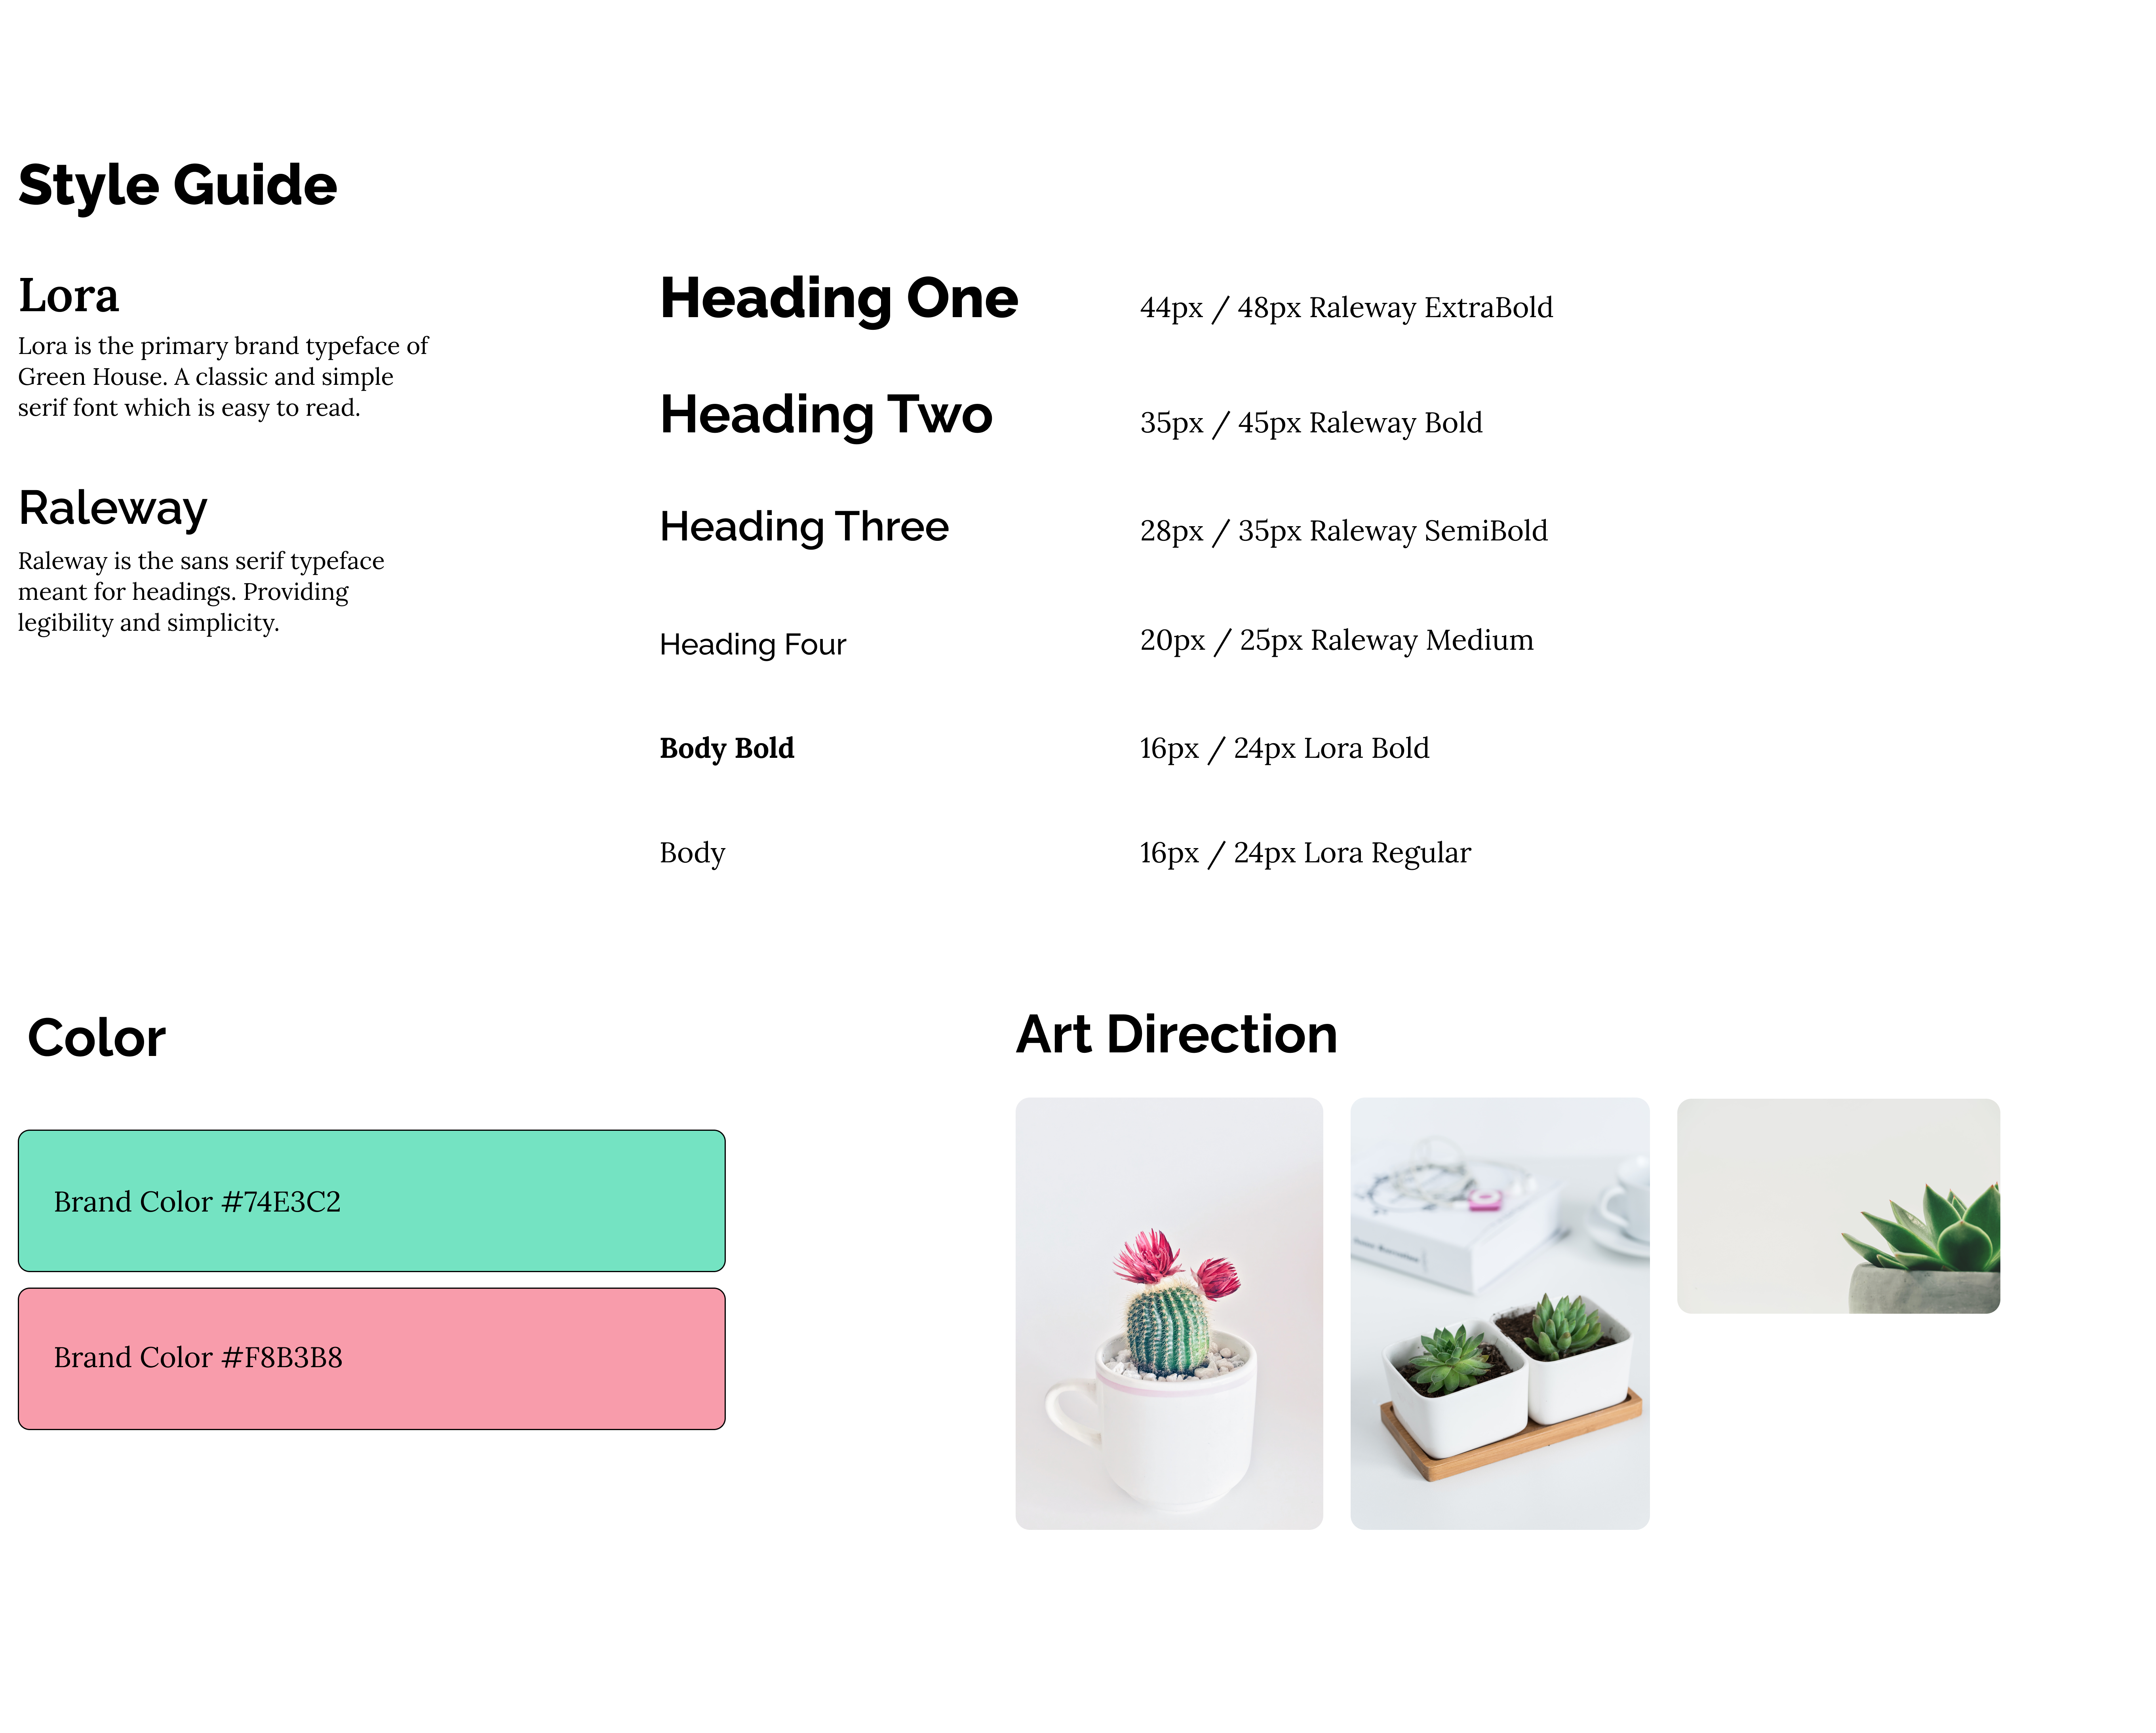 Style Guide
Lora
Lora is the primary brand typeface of
Green House. A classic and simple
serif font which is easy to read.
Raleway
Raleway is the sans serif typeface
meant for headings. Providing
legibility and simplicity.
Heading One
44px / 48px Raleway ExtraBold
Heading Two
35px / 45px Raleway Bold
Heading Three
28px / 35px Raleway SemiBold
Heading Four
20px / 25px Raleway Medium
Body Bold
16px / 24px Lora Bold
Body
16px / 24px Lora Regular
Color
Brand Color #74E3C2
Brand Color #F8B3B8
Art Direction